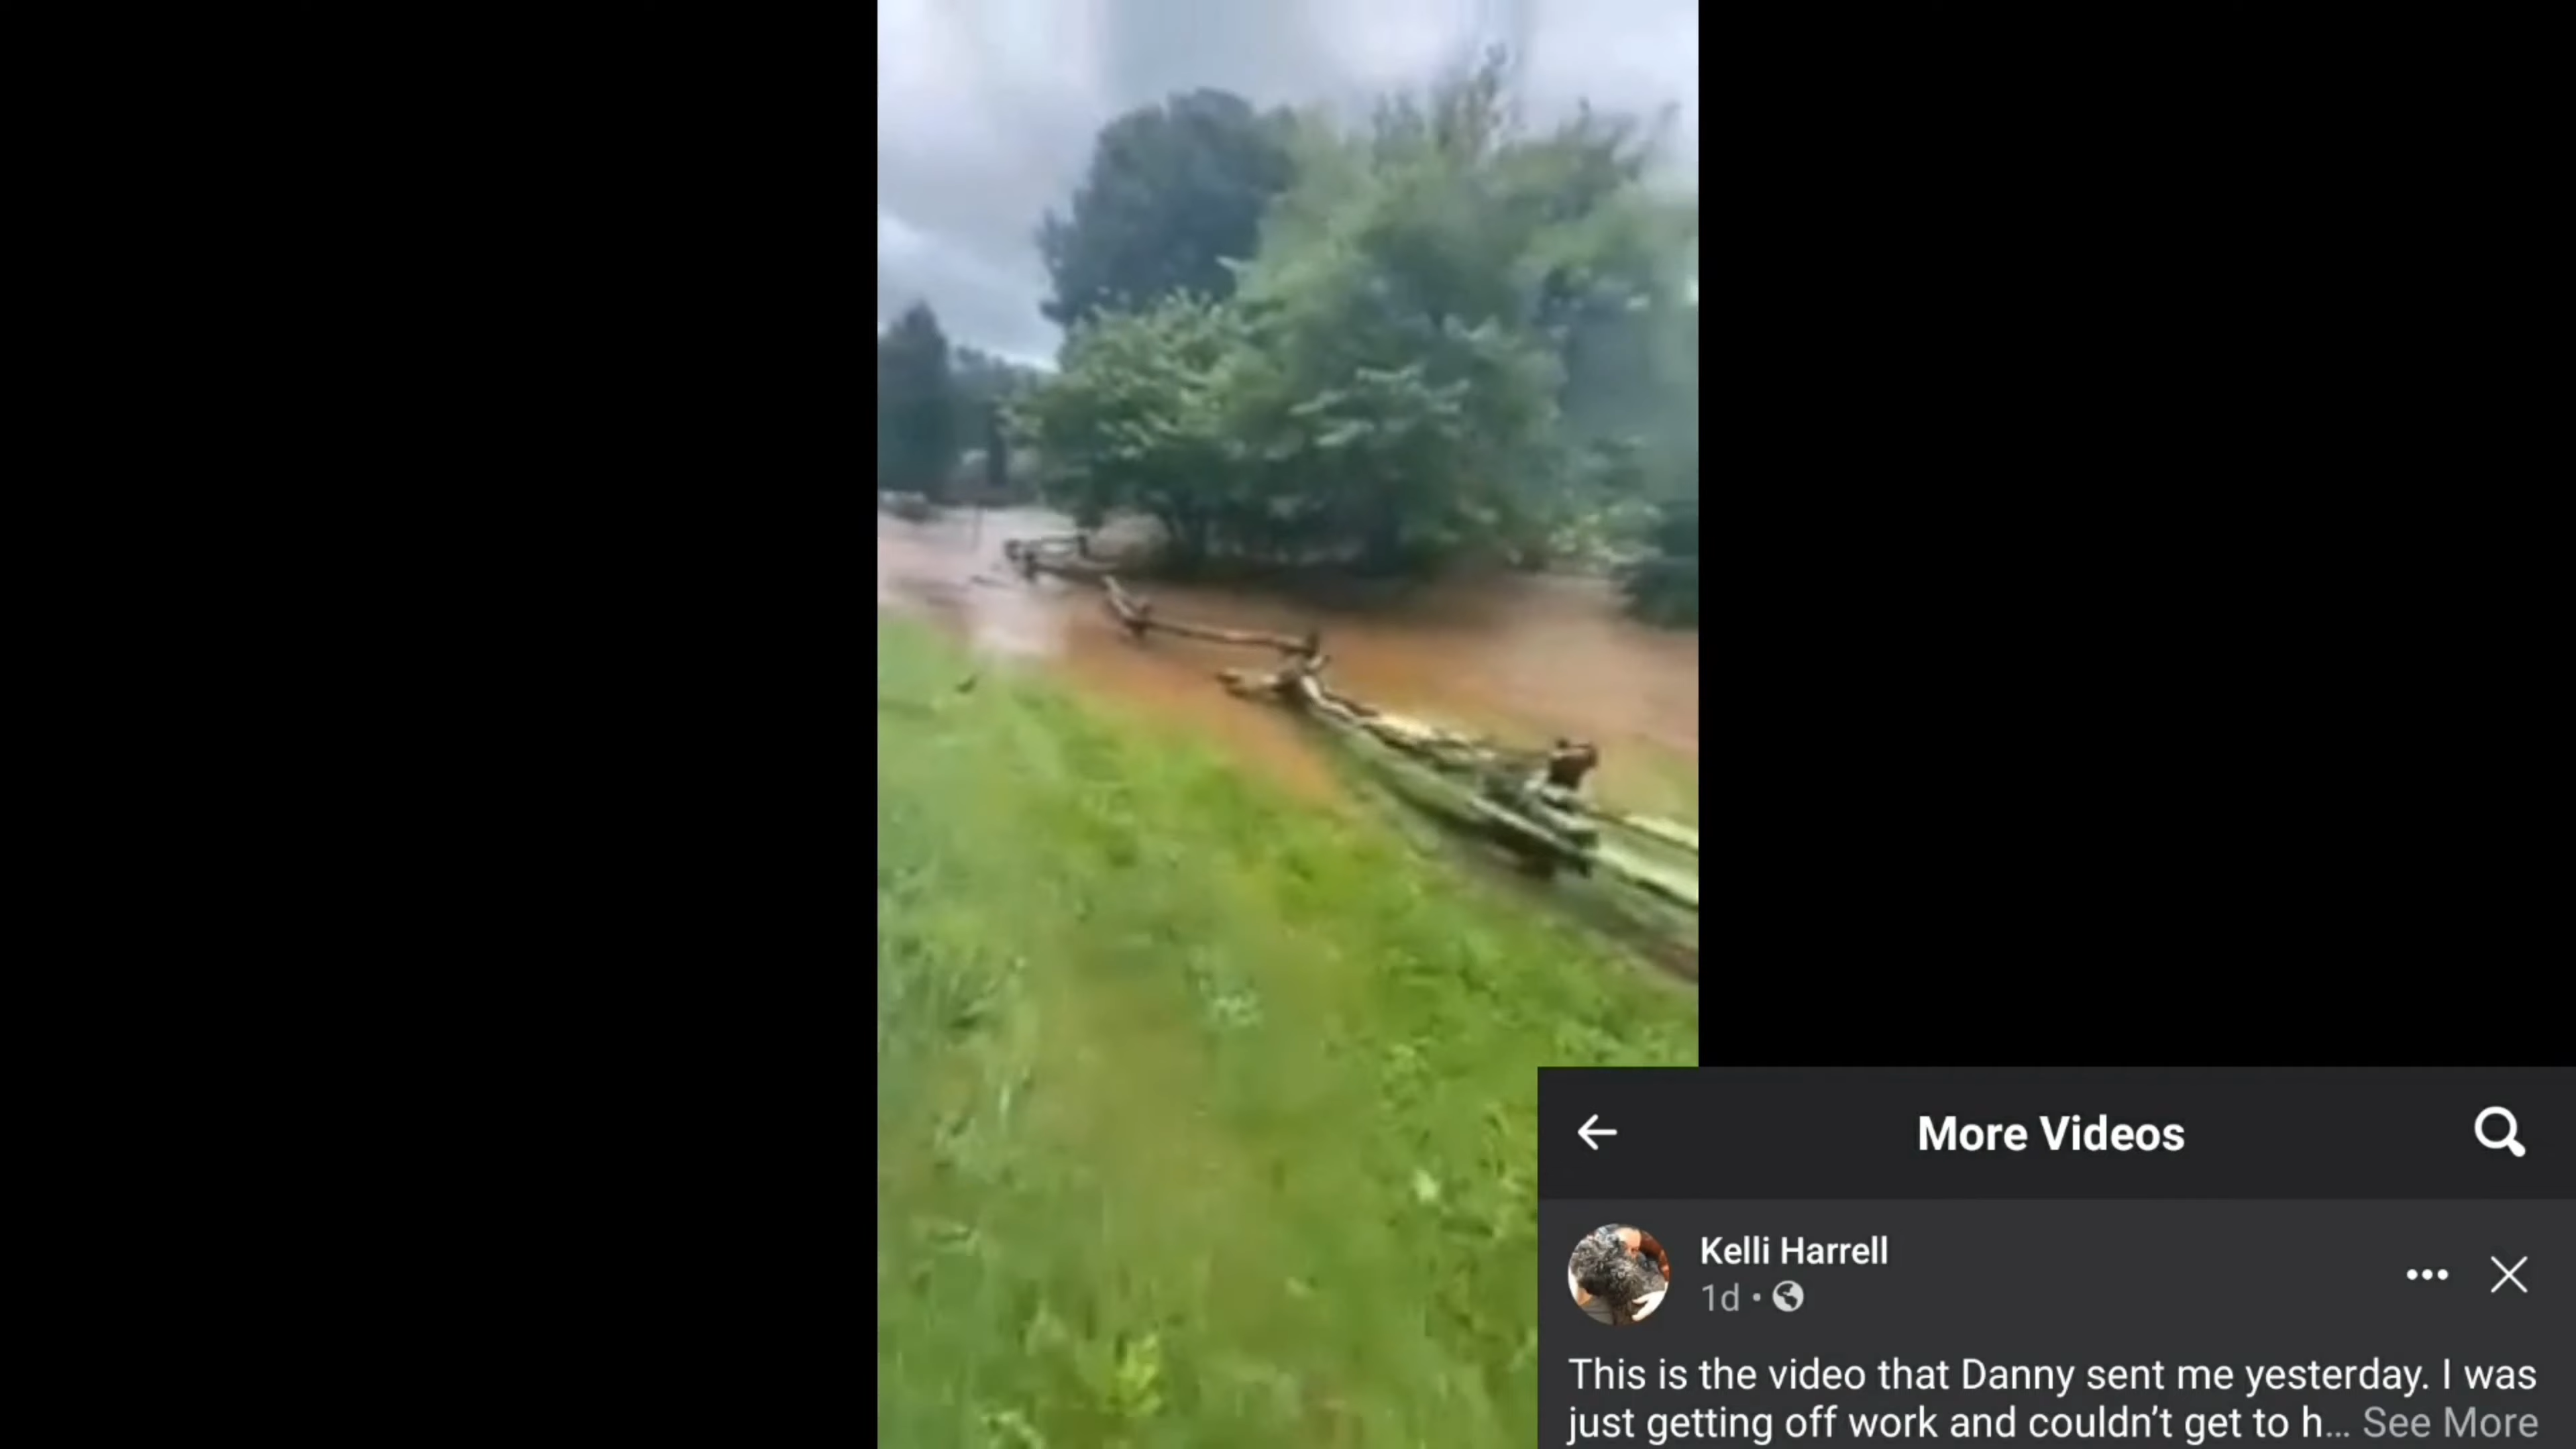 More Videos
Kelli Harrell
1d •
This is the video that Danny sent me yesterday. I was
just getting off work and couldn’t get to h... See More